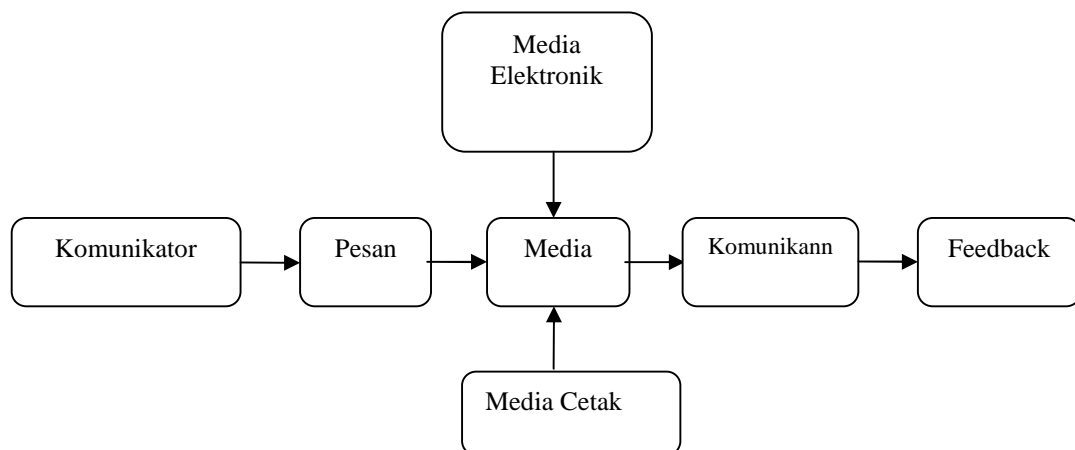 Media
Elektronik
Komunikator
Pesan
Media
Komunikann
Feedback
Media Cetak